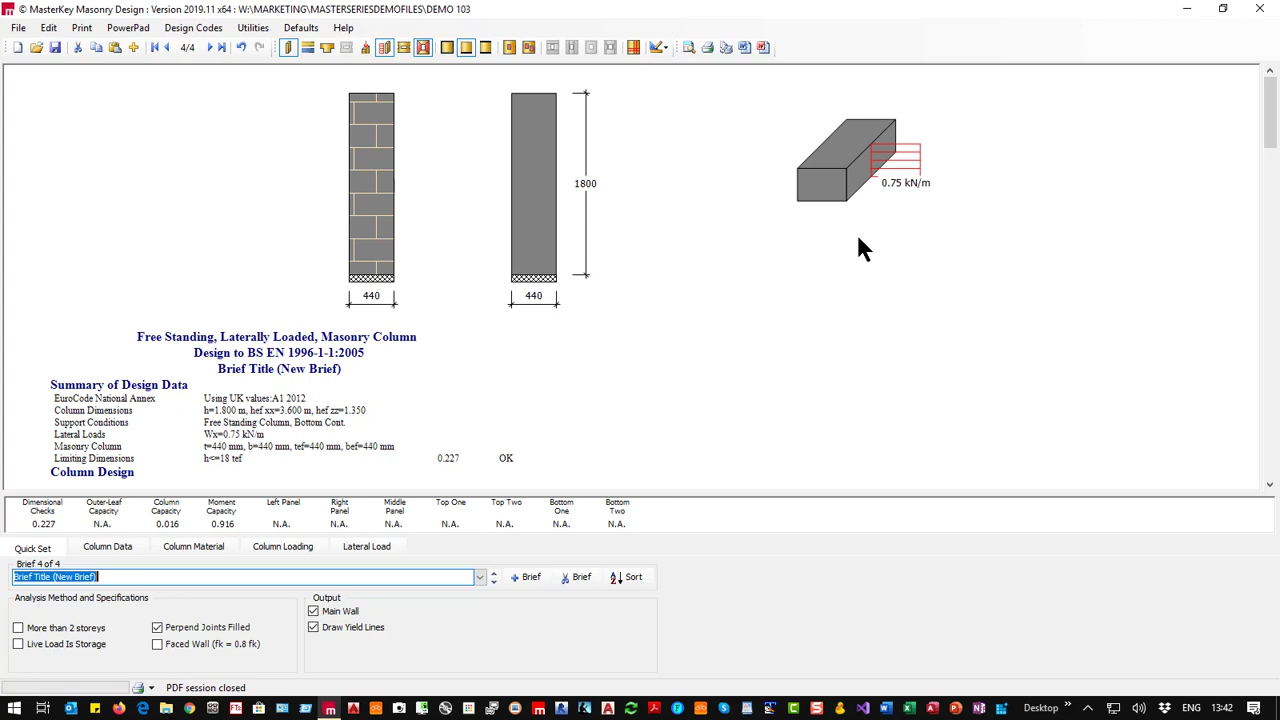 MasterKey Masonry Design : Version 2019.11 x64 : W:\MARKETING\MASTERSERIESDEMOFILES\DEMO 103
File Edit Print PowerPad Design Codes Utilities Defaults Help
4/4
1800
0.75 kN/m
440 440
Free Standing, Laterally Loaded, Masonry Column
Design to BS EN 1996-1-1:2005
Brief Title (New Brief)
Summary of Design Data
EuroCode National Annex Using UK values:A1 2012
Column Dimensions h=1.800 m, hef xx=3.600 m, hef zz=1.350
Support Conditions Free Standing Column, Bottom Cont.
Lateral Loads Wx=0.75 kN/m
Masonry Column t=440 mm, b=440 mm, tef=440 mm, bef=440 mm
Limiting Dimensions h<=18 tef 0.227 OK
Column Design
Dimensional Checks Outer-Leaf Capacity Column Capacity Moment Capacity Left Panel Right Panel Middle Panel Top One Top Two Bottom One Bottom Two
0.227 N.A. 0.016 0.916 N.A. N.A. N.A. N.A. N.A. N.A. N.A.
Quick Set Column Data Column Material Column Loading Lateral Load
Brief 4 of 4
Brief Title (New Brief) Brief Brief Sort
Analysis Method and Specifications Output
More than 2 storeys Perpend Joints Filled Main Wall
Live Load Is Storage Faced Wall (fk = 0.8 fk) Draw Yield Lines
PDF session closed
Desktop ENG 13:42